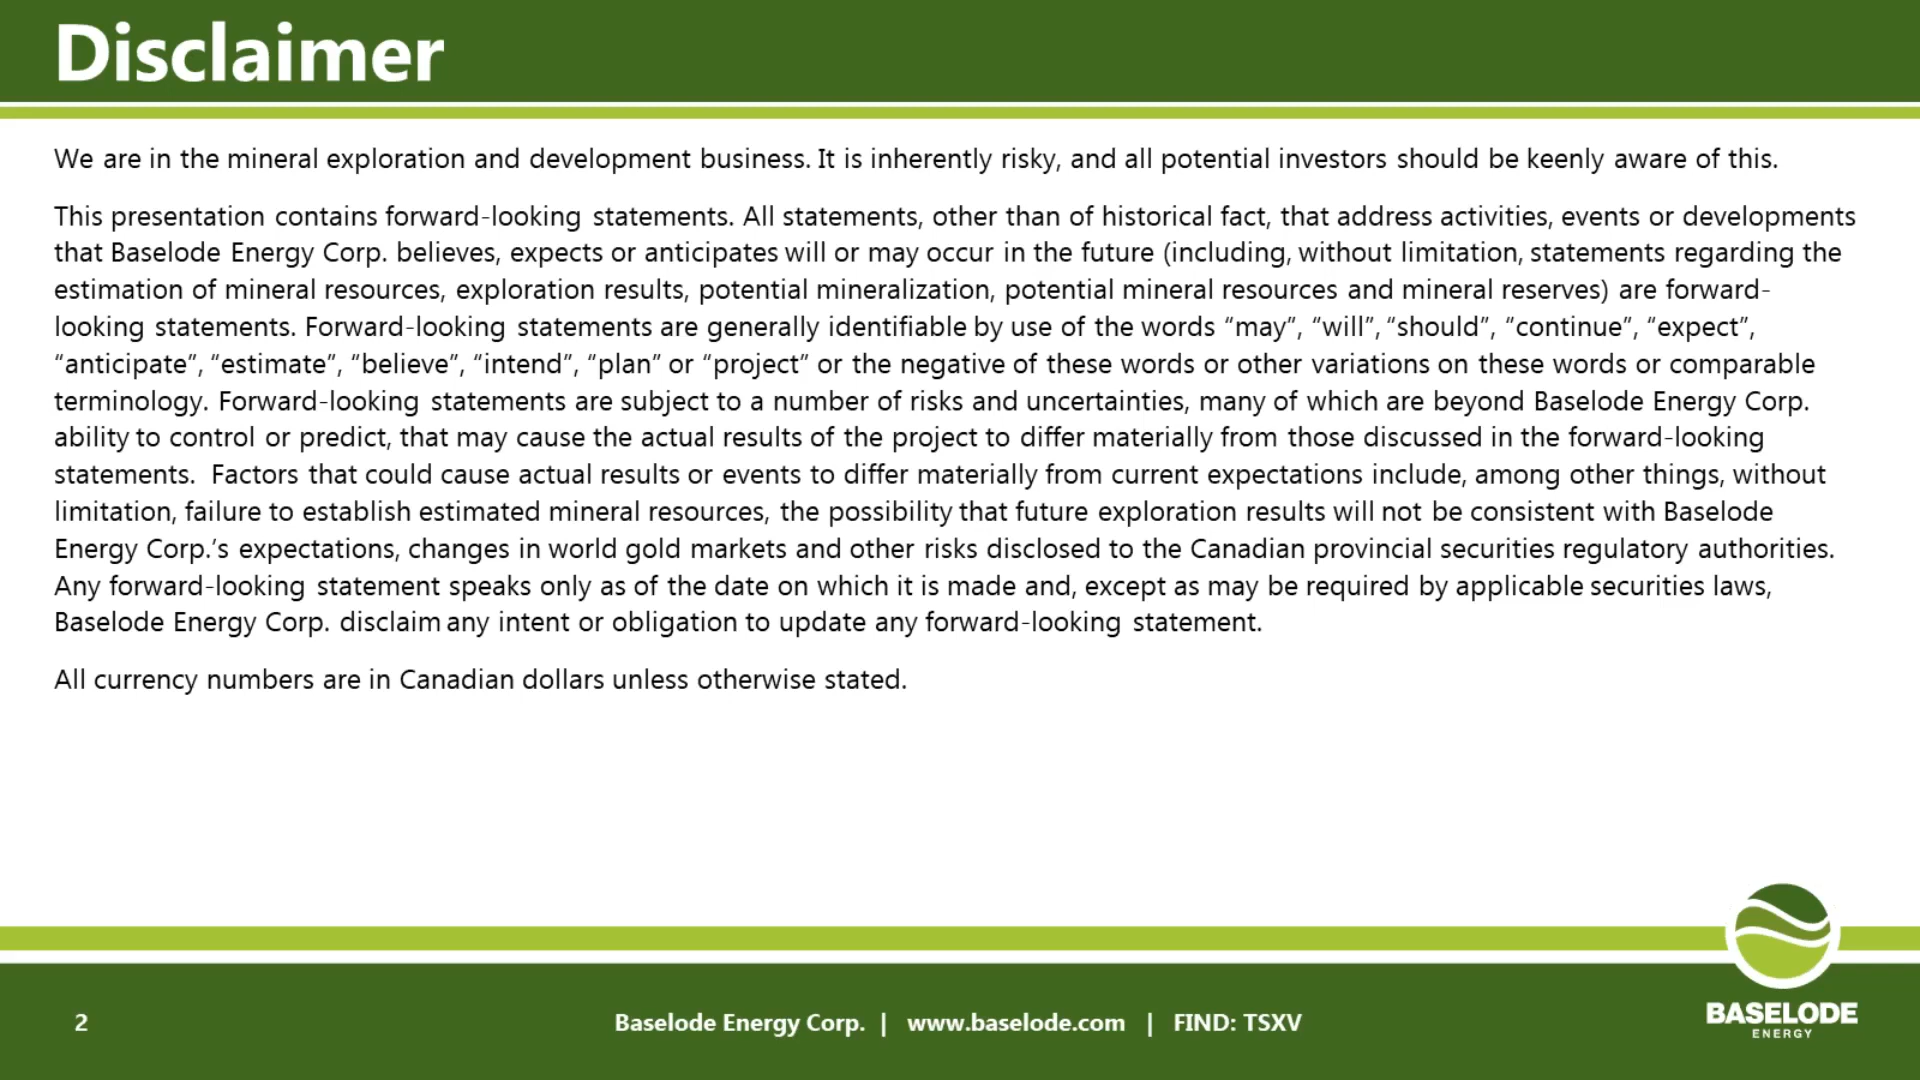 Disclaimer
We are in the mineral exploration and development business. It is inherently risky, and all potential investors should be keenly aware of this.
This presentation contains forward-looking statements. All statements, other than of historical fact, that address activities, events or developments
that Baselode Energy Corp. believes, expects or anticipates will or may occur in the future (including, without limitation, statements regarding the
estimation of mineral resources, exploration results, potential mineralization, potential mineral resources and mineral reserves) are forward-
looking statements. Forward-looking statements are generally identifiable by use of the words “may”, “will”, “should”, “continue”, “expect”,
“anticipate”, “estimate”, “believe”, “intend”, “plan” or “project” or the negative of these words or other variations on these words or comparable
terminology. Forward-looking statements are subject to a number of risks and uncertainties, many of which are beyond Baselode Energy Corp.
ability to control or predict, that may cause the actual results of the project to differ materially from those discussed in the forward-looking
statements.  Factors that could cause actual results or events to differ materially from current expectations include, among other things, without
limitation, failure to establish estimated mineral resources, the possibility that future exploration results will not be consistent with Baselode
Energy Corp.’s expectations, changes in world gold markets and other risks disclosed to the Canadian provincial securities regulatory authorities.
Any forward-looking statement speaks only as of the date on which it is made and, except as may be required by applicable securities laws,
Baselode Energy Corp. disclaim any intent or obligation to update any forward-looking statement.
All currency numbers are in Canadian dollars unless otherwise stated.
2
Baselode Energy Corp. | www.baselode.com | FIND: TSXV
BASELODE
ENERGY